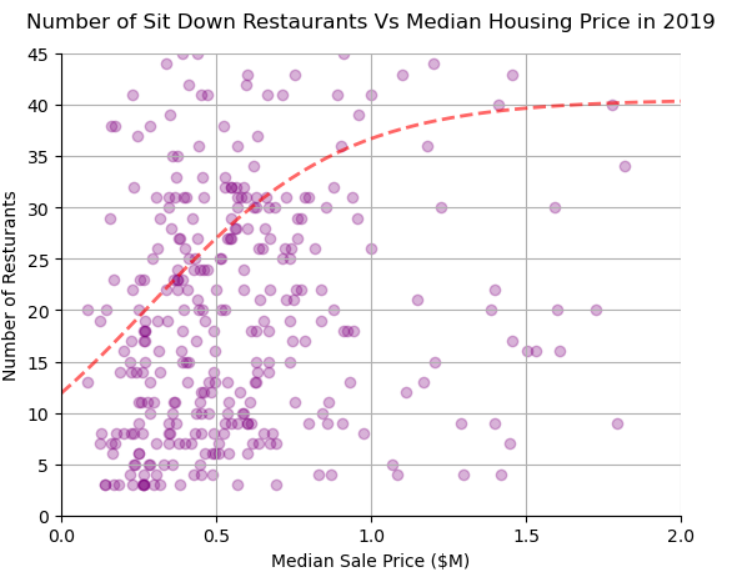 Number of Sit Down Restaurants Vs Median Housing Price in 2019
45
40
35
30
25
20
15
10
5
0
Number of Resturants
0.0 0.5 1.0 1.5 2.0
Median Sale Price ($M)